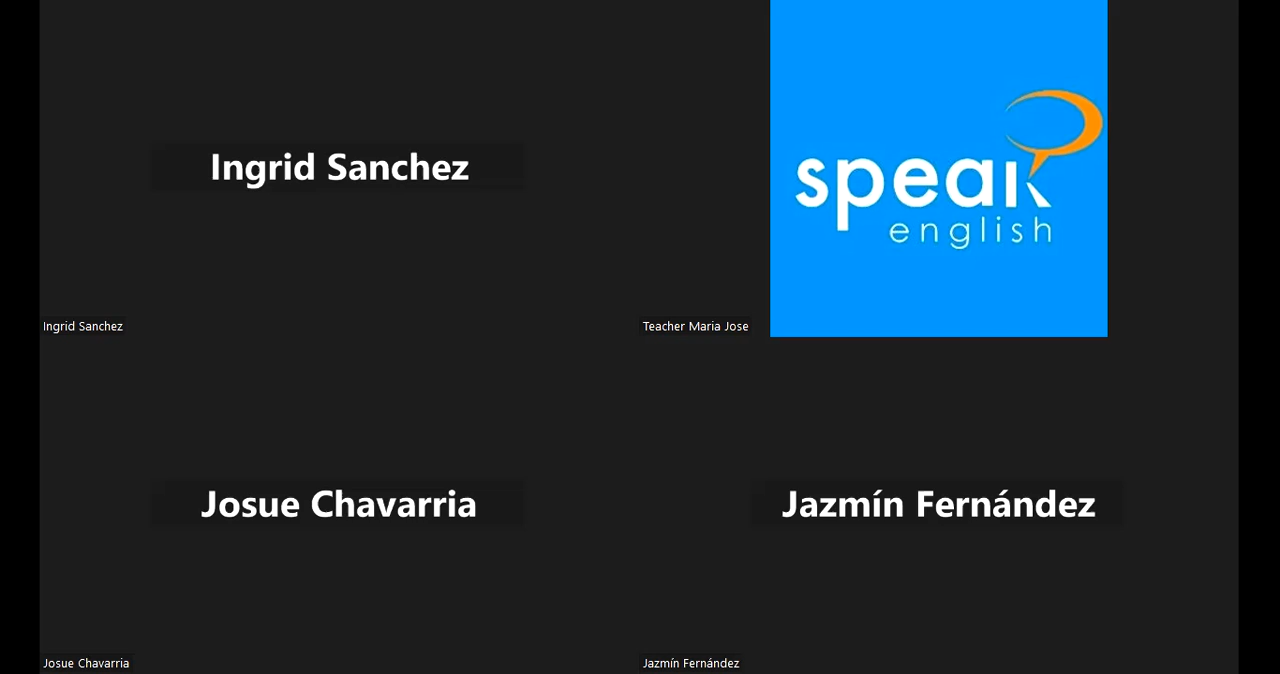 Ingrid Sanchez
Ingrid Sanchez
speak
english
Teacher Maria Jose
Josue Chavarria
Josue Chavarria
Jazmín Fernández
Jazmín Fernández